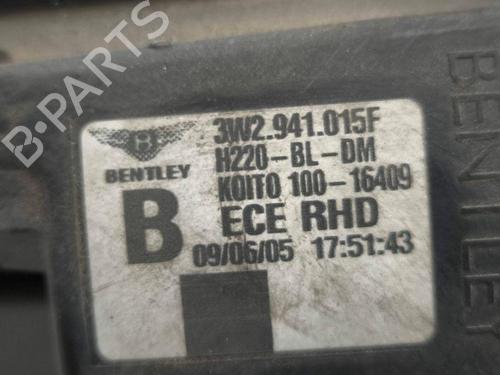 B-PARTS
3W2.941.015F
H220-BL-DM
BENTLEY
KOITO 100-16409
B
ECE RHD
09/06/05 17:51:43
BENTLEY